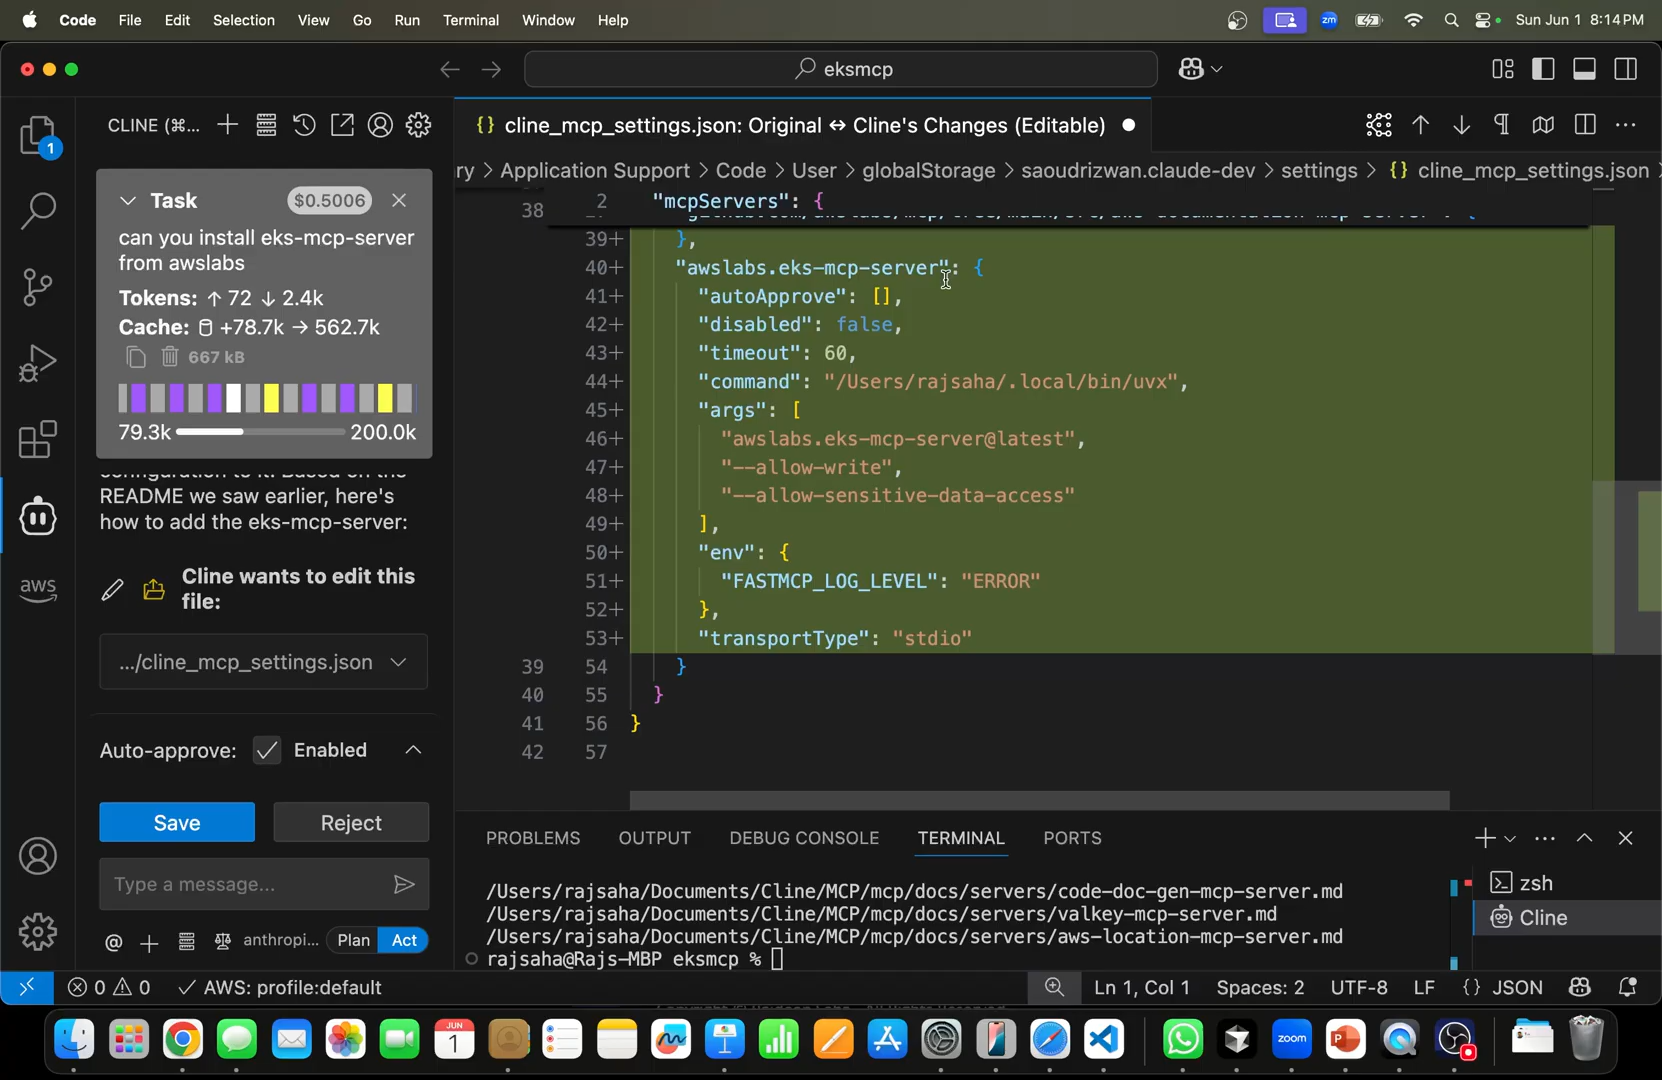 Code File Edit Selection View Go Run Terminal Window Help
zm
Sun Jun 1 8:14 PM
eksmcp
CLINE (⌘...
{} cline_mcp_settings.json: Original ↔ Cline's Changes (Editable)
1
ry > Application Support > Code > User > globalStorage > saoudrizwan.claude-dev > settings > {} cline_mcp_settings.json
Task $0.5006
can you install eks-mcp-server
from awslabs
Tokens: ↑ 72 ↓ 2.4k
Cache: +78.7k → 562.7k
667 kB
79.3k 200.0k
README we saw earlier, here's
how to add the eks-mcp-server:
Cline wants to edit this
file:
.../cline_mcp_settings.json
Auto-approve: Enabled
Save Reject
Type a message...
@ anthropi... Plan Act
aws
38 2 "mcpServers": {
39+ },
40+ "awslabs.eks-mcp-server": {
41+ "autoApprove": [],
42+ "disabled": false,
43+ "timeout": 60,
44+ "command": "/Users/rajsaha/.local/bin/uvx",
45+ "args": [
46+ "awslabs.eks-mcp-server@latest",
47+ "--allow-write",
48+ "--allow-sensitive-data-access"
49+ ],
50+ "env": {
51+ "FASTMCP_LOG_LEVEL": "ERROR"
52+ },
53+ "transportType": "stdio"
39 54 }
40 55 }
41 56 }
42 57
PROBLEMS OUTPUT DEBUG CONSOLE TERMINAL PORTS
/Users/rajsaha/Documents/Cline/MCP/mcp/docs/servers/code-doc-gen-mcp-server.md
/Users/rajsaha/Documents/Cline/MCP/mcp/docs/servers/valkey-mcp-server.md
/Users/rajsaha/Documents/Cline/MCP/mcp/docs/servers/aws-location-mcp-server.md
rajsaha@Rajs-MBP eksmcp %
zsh
Cline
0 0 AWS: profile:default
Ln 1, Col 1 Spaces: 2 UTF-8 LF {} JSON
JUN
1
zoom
P